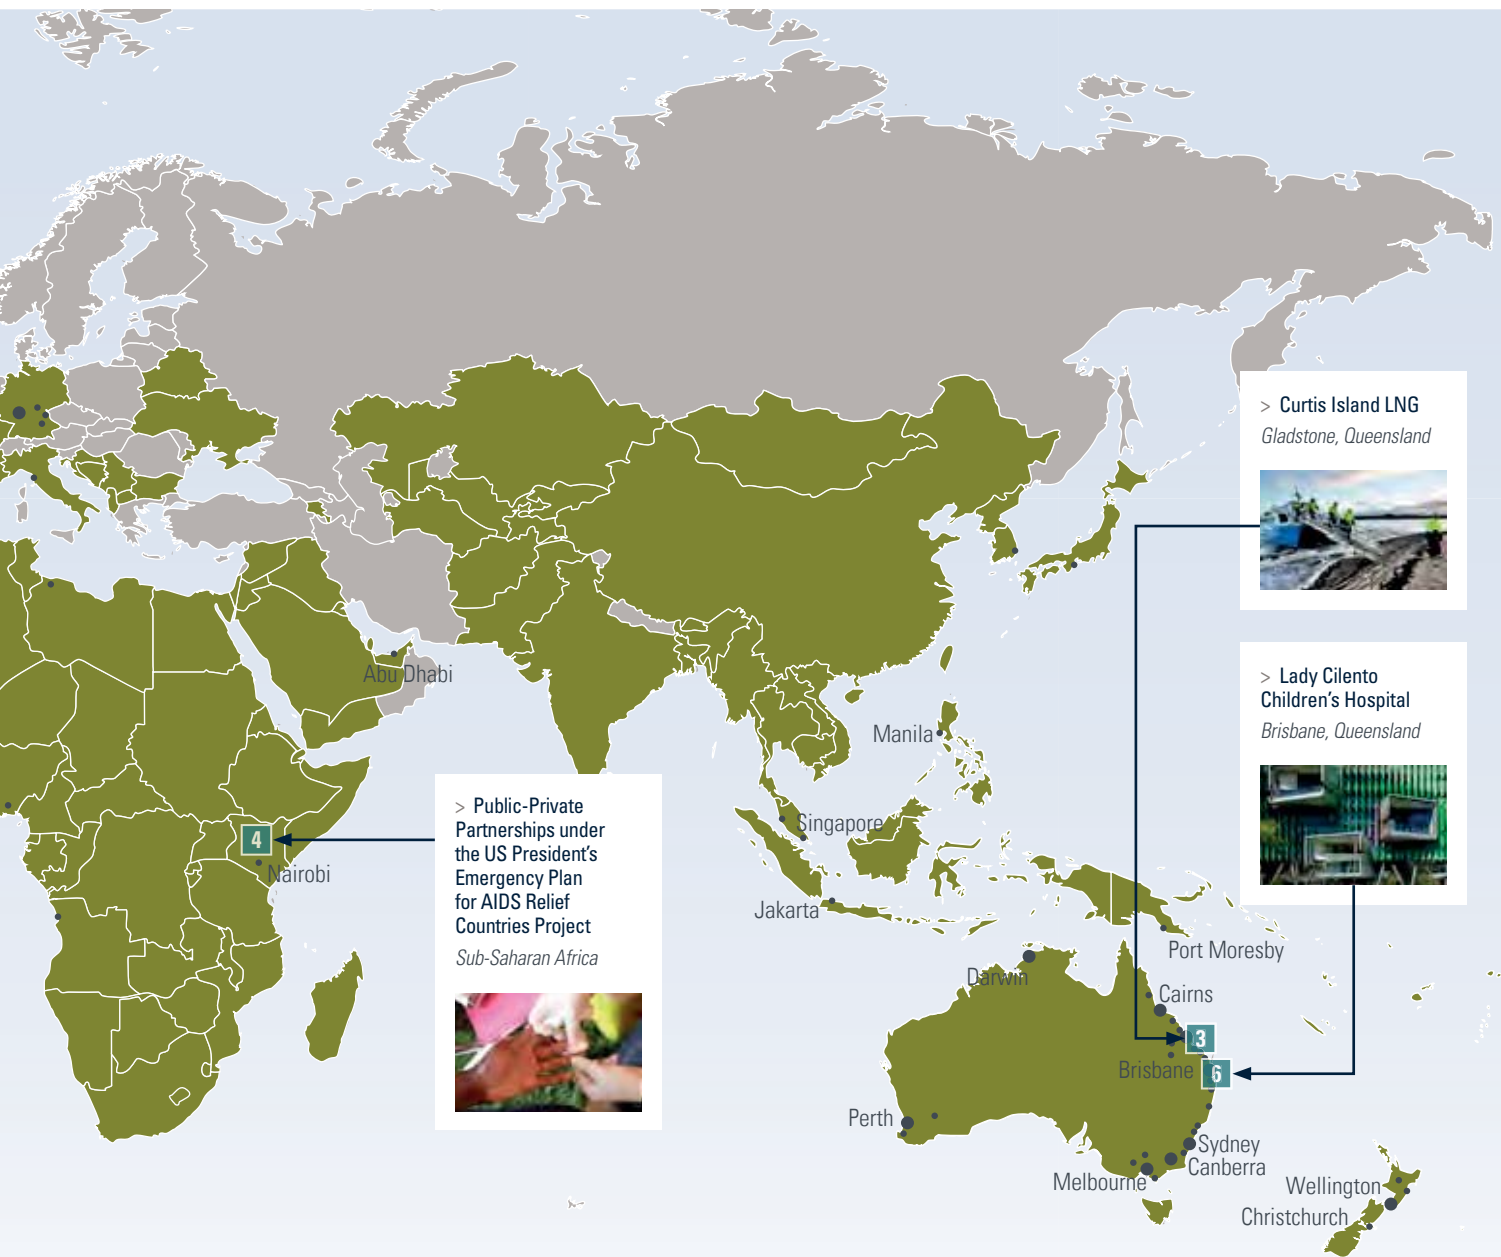 > Curtis Island LNG
Gladstone, Queensland
> Lady Cilento
Children's Hospital
Brisbane, Queensland
Abu Dhabi
Manila
> Public-Private
Partnerships under
the US President's
Emergency Plan
for AIDS Relief
Countries Project
Sub-Saharan Africa
4
Nairobi
Singapore
Jakarta
Port Moresby
Darwin
Cairns
3
Brisbane
6
Perth
Sydney
Canberra
Melbourne
Wellington
Christchurch